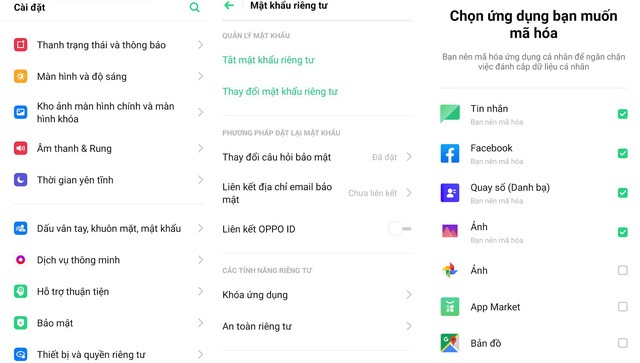 Cài đặt
Thanh trạng thái và thông báo
Màn hình và độ sáng
Kho ảnh màn hình chính và màn
hình khóa
Âm thanh & Rung
Thời gian yên tĩnh
Dấu vân tay, khuôn mặt, mật khẩu
Dịch vụ thông minh
Hỗ trợ thuận tiện
Bảo mật
Thiết bị và quyền riêng tư
Mật khẩu riêng tư
QUẢN LÝ MẬT KHẨU
Tắt mật khẩu riêng tư
Thay đổi mật khẩu riêng tư
PHƯƠNG PHÁP ĐẶT LẠI MẬT KHẨU
Thay đổi câu hỏi bảo mật Đã đặt
Liên kết địa chỉ email bảo
mật Chưa liên kết
Liên kết OPPO ID
CÁC TÍNH NĂNG RIÊNG TƯ
Khóa ứng dụng
An toàn riêng tư
Chọn ứng dụng bạn muốn
mã hóa
Bạn nên mã hóa ứng dụng cá nhân để ngăn chặn
việc đánh cắp dữ liệu cá nhân
Tin nhắn
Bạn nên mã hóa
Facebook
Bạn nên mã hóa
Quay số (Danh bạ)
Bạn nên mã hóa
Ảnh
Bạn nên mã hóa
Ảnh
App Market
Bản đồ